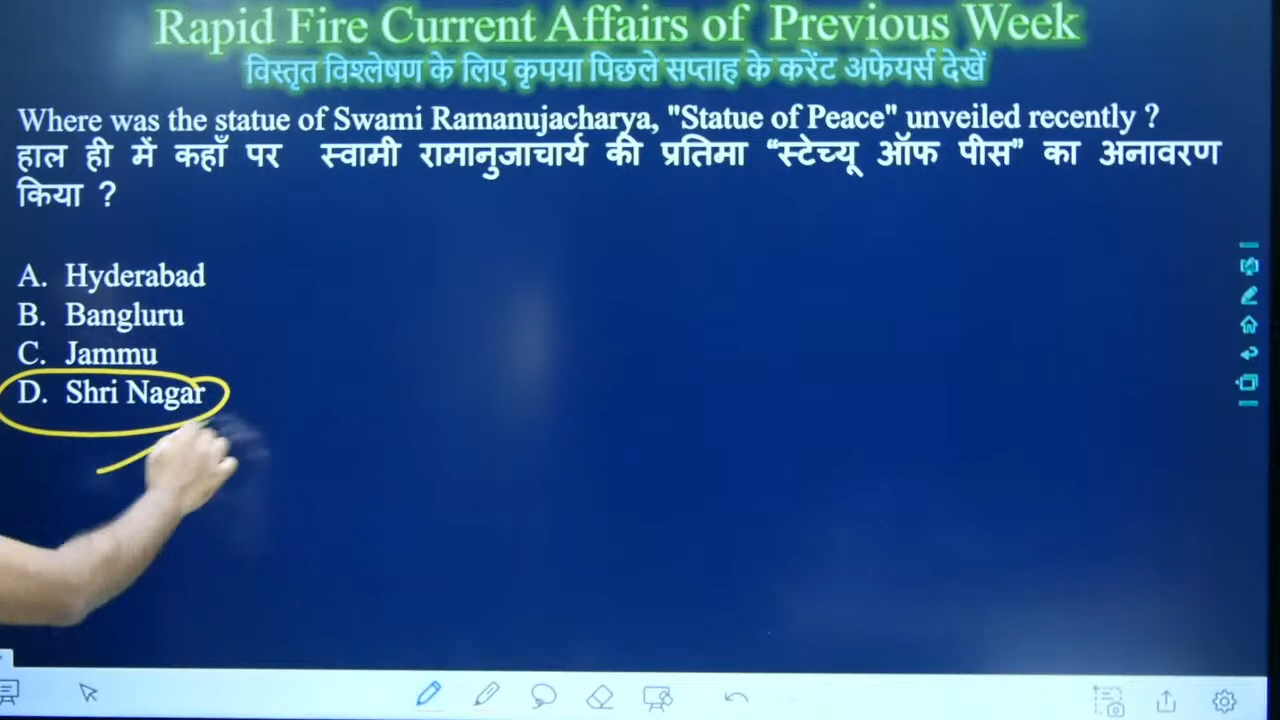 Rapid Fire Current Affairs of Previous Week
विस्तृत विश्लेषण के लिए कृपया पिछले सप्ताह के करेंट अफेयर्स देखें
Where was the statue of Swami Ramanujacharya, "Statue of Peace" unveiled recently ?
हाल ही में कहाँ पर स्वामी रामानुजाचार्य की प्रतिमा “स्टेच्यू ऑफ पीस” का अनावरण
किया ?
A. Hyderabad
B. Bangluru
C. Jammu
D. Shri Nagar